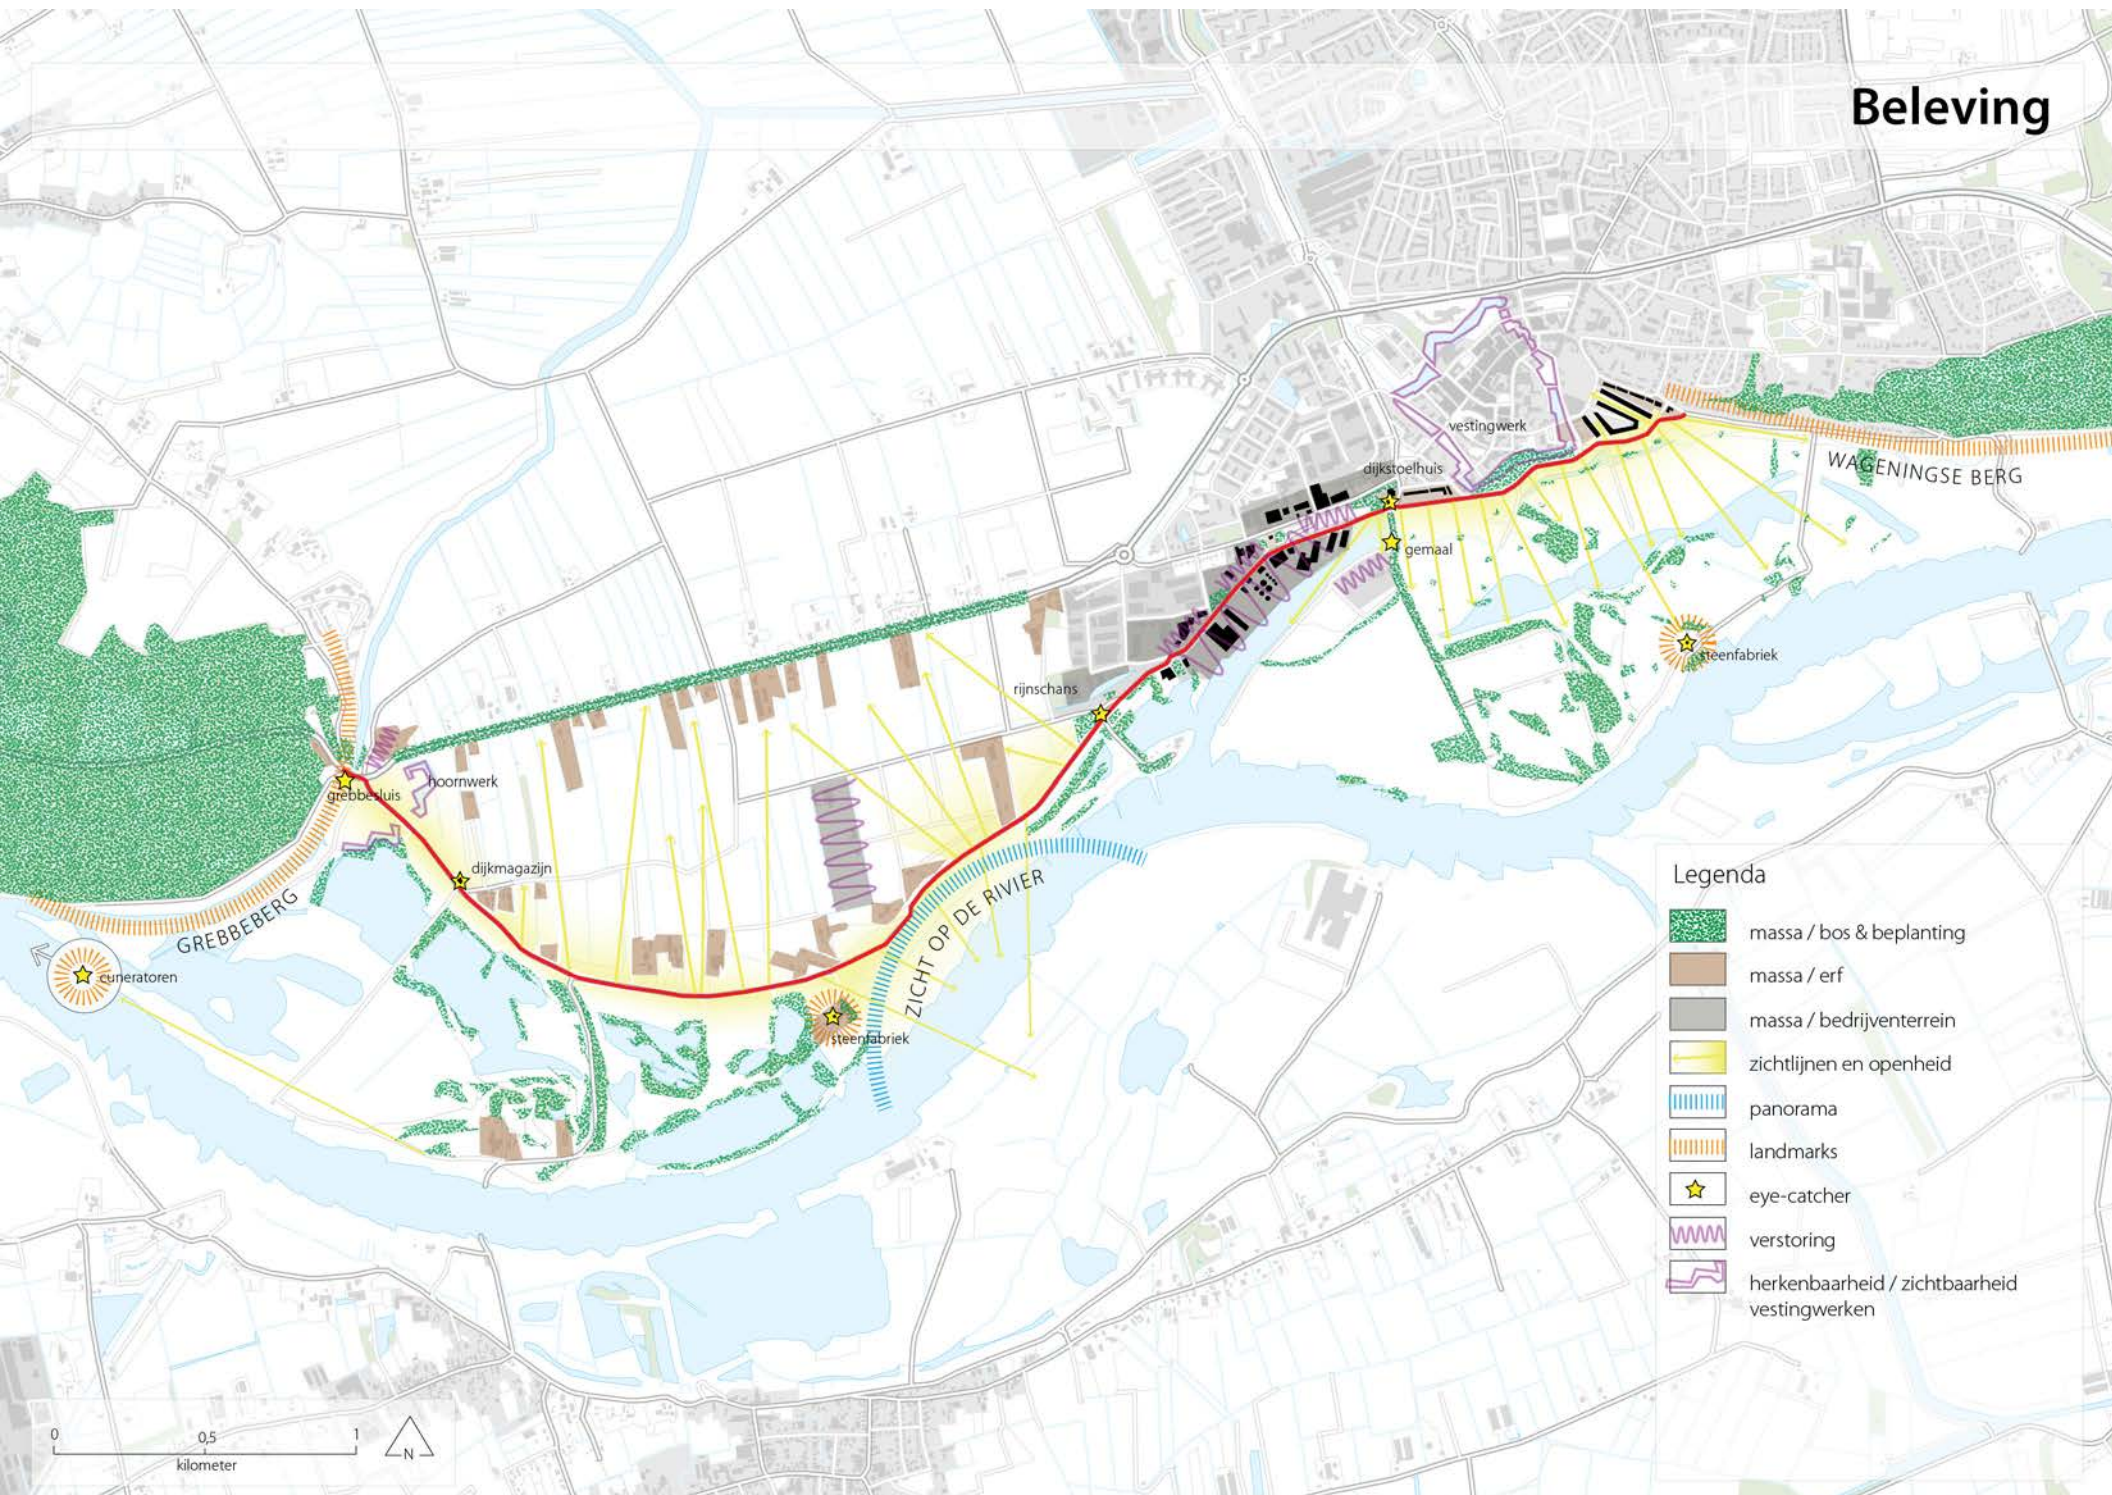 Beleving
vestingwerk
dijkstoelhuis
WAGENINGSE BERG
gemaal
steenfabriek
rijnschans
hoornwerk
grebbesluis
dijkmagazijn
ZICHT OP DE RIVIER
GREBBEBERG
cuneratoren
steenfabriek
Legenda
massa / bos & beplanting
massa / erf
massa / bedrijventerrein
zichtlijnen en openheid
panorama
landmarks
eye-catcher
verstoring
herkenbaarheid / zichtbaarheid
vestingwerken
0 0,5 1
kilometer
N